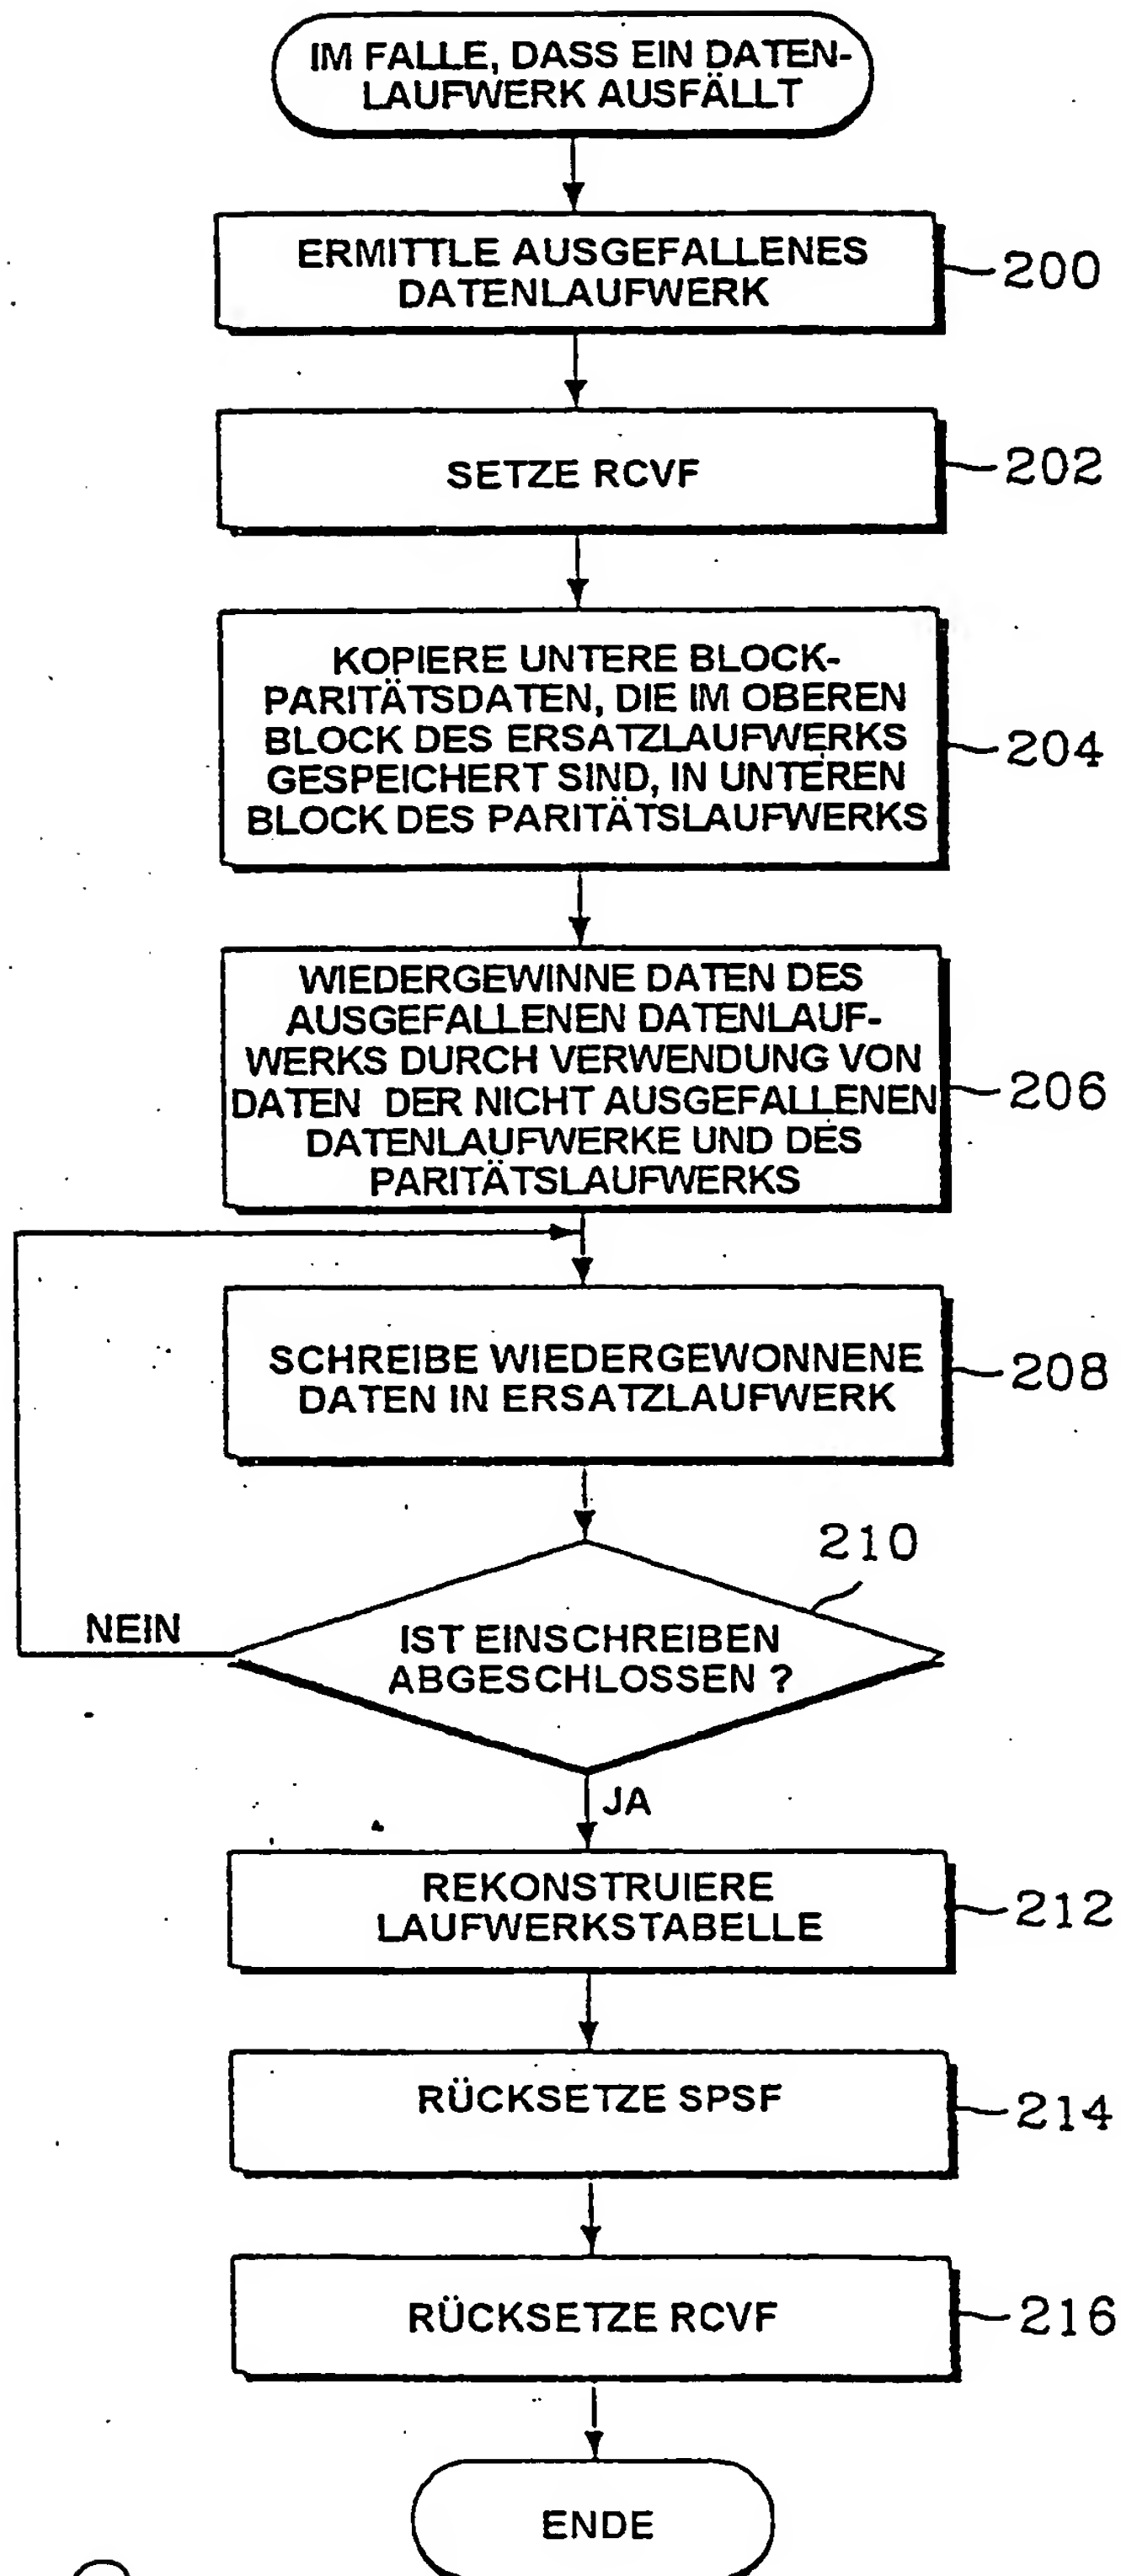 IM FALLE, DASS EIN DATEN-
LAUFWERK AUSFÄLLT
ERMITTLE AUSGEFALLENES
DATENLAUFWERK
200
SETZE RCVF
202
KOPIERE UNTERE BLOCK-
PARITÄTSDATEN, DIE IM OBEREN
BLOCK DES ERSATZLAUFWERKS
GESPEICHERT SIND, IN UNTEREN
BLOCK DES PARITÄTSLAUFWERKS
204
WIEDERGEWINNE DATEN DES
AUSGEFALLENEN DATENLAUF-
WERKS DURCH VERWENDUNG VON
DATEN DER NICHT AUSGEFALLENEN
DATENLAUFWERKE UND DES
PARITÄTSLAUFWERKS
206
SCHREIBE WIEDERGEWONNENE
DATEN IN ERSATZLAUFWERK
208
210
NEIN
IST EINSCHREIBEN
ABGESCHLOSSEN ?
JA
REKONSTRUIERE
LAUFWERKSTABELLE
212
RÜCKSETZE SPSF
214
RÜCKSETZE RCVF
216
ENDE